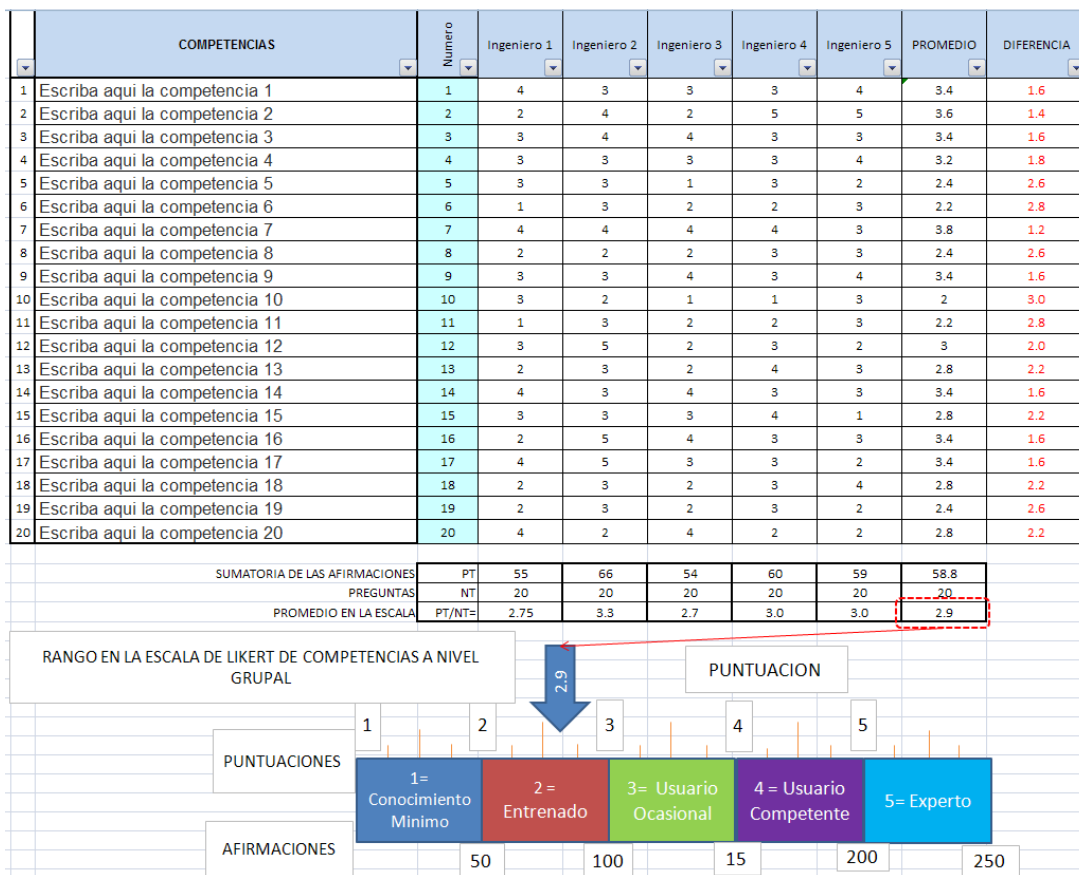 COMPETENCIAS Numero Ingeniero 1 Ingeniero 2 Ingeniero 3 Ingeniero 4 Ingeniero 5 PROMEDIO DIFERENCIA
1 Escriba aqui la competencia 1 1 4 3 3 3 4 3.4 1.6
2 Escriba aqui la competencia 2 2 2 4 2 5 5 3.6 1.4
3 Escriba aqui la competencia 3 3 3 4 4 3 3 3.4 1.6
4 Escriba aqui la competencia 4 4 3 3 3 3 4 3.2 1.8
5 Escriba aqui la competencia 5 5 3 3 1 3 2 2.4 2.6
6 Escriba aqui la competencia 6 6 1 3 2 2 3 2.2 2.8
7 Escriba aqui la competencia 7 7 4 4 4 4 3 3.8 1.2
8 Escriba aqui la competencia 8 8 2 2 2 3 3 2.4 2.6
9 Escriba aqui la competencia 9 9 3 3 4 3 4 3.4 1.6
10 Escriba aqui la competencia 10 10 3 2 1 1 3 2 3.0
11 Escriba aqui la competencia 11 11 1 3 2 2 3 2.2 2.8
12 Escriba aqui la competencia 12 12 3 5 2 3 2 3 2.0
13 Escriba aqui la competencia 13 13 2 3 2 4 3 2.8 2.2
14 Escriba aqui la competencia 14 14 4 3 4 3 3 3.4 1.6
15 Escriba aqui la competencia 15 15 3 3 3 4 1 2.8 2.2
16 Escriba aqui la competencia 16 16 2 5 4 3 3 3.4 1.6
17 Escriba aqui la competencia 17 17 4 5 3 3 2 3.4 1.6
18 Escriba aqui la competencia 18 18 2 3 2 3 4 2.8 2.2
19 Escriba aqui la competencia 19 19 2 3 2 3 2 2.4 2.6
20 Escriba aqui la competencia 20 20 4 2 4 2 2 2.8 2.2
SUMATORIA DE LAS AFIRMACIONES PT 55 66 54 60 59 58.8
PREGUNTAS NT 20 20 20 20 20 20
PROMEDIO EN LA ESCALA PT/NT= 2.75 3.3 2.7 3.0 3.0 2.9
RANGO EN LA ESCALA DE LIKERT DE COMPETENCIAS A NIVEL
GRUPAL
2.9
PUNTUACION
1 2 3 4 5
PUNTUACIONES
1=
Conocimiento
Minimo
2 =
Entrenado
3= Usuario
Ocasional
4 = Usuario
Competente
5= Experto
AFIRMACIONES
50 100 15 200 250